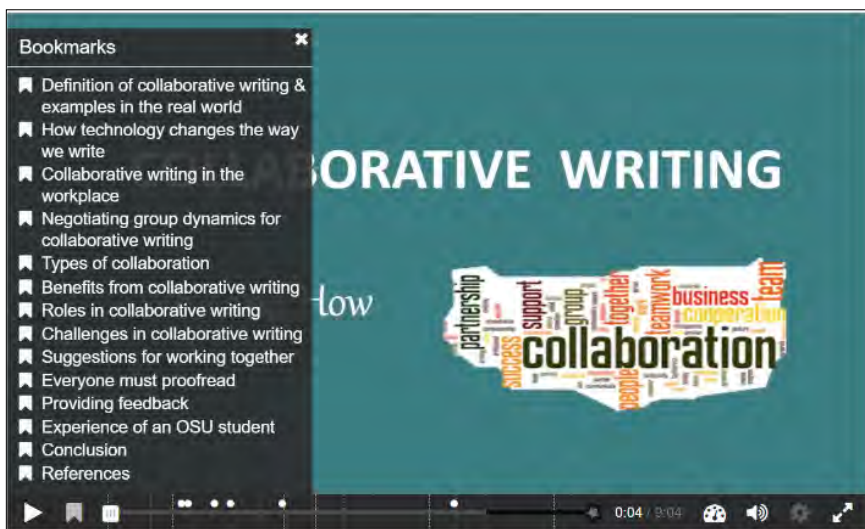 Bookmarks
Definition of collaborative writing &
examples in the real world
How technology changes the way
we write
Collaborative writing in the
workplace
Negotiating group dynamics for
collaborative writing
Types of collaboration
Benefits from collaborative writing
Roles in collaborative writing
Challenges in collaborative writing
Suggestions for working together
Everyone must proofread
Providing feedback
Experience of an OSU student
Conclusion
References
ABORATIVE WRITING
How
partnership
success
support
group
together
teamwork
business
cooperation
team
collaboration
people
0:04 / 9:04